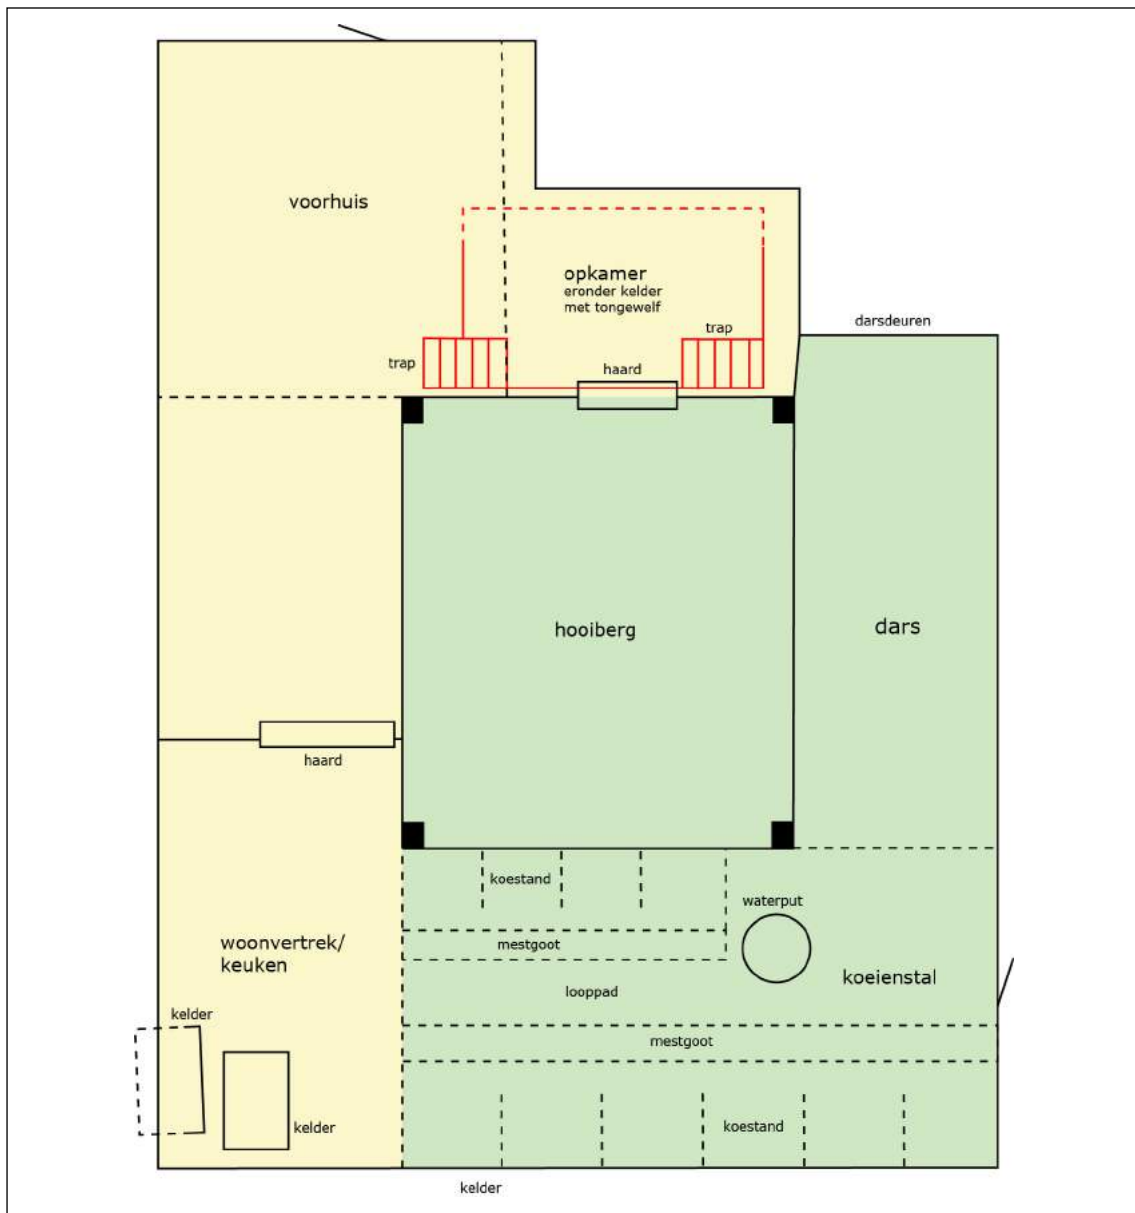 voorhuis
opkamer
eronder kelder
met tongewelf
darsdeuren
trap
trap
haard
hooiberg
dars
haard
koestand
waterput
woonvertrek/
keuken
mestgoot
koeienstal
looppad
kelder
mestgoot
kelder
koestand
kelder